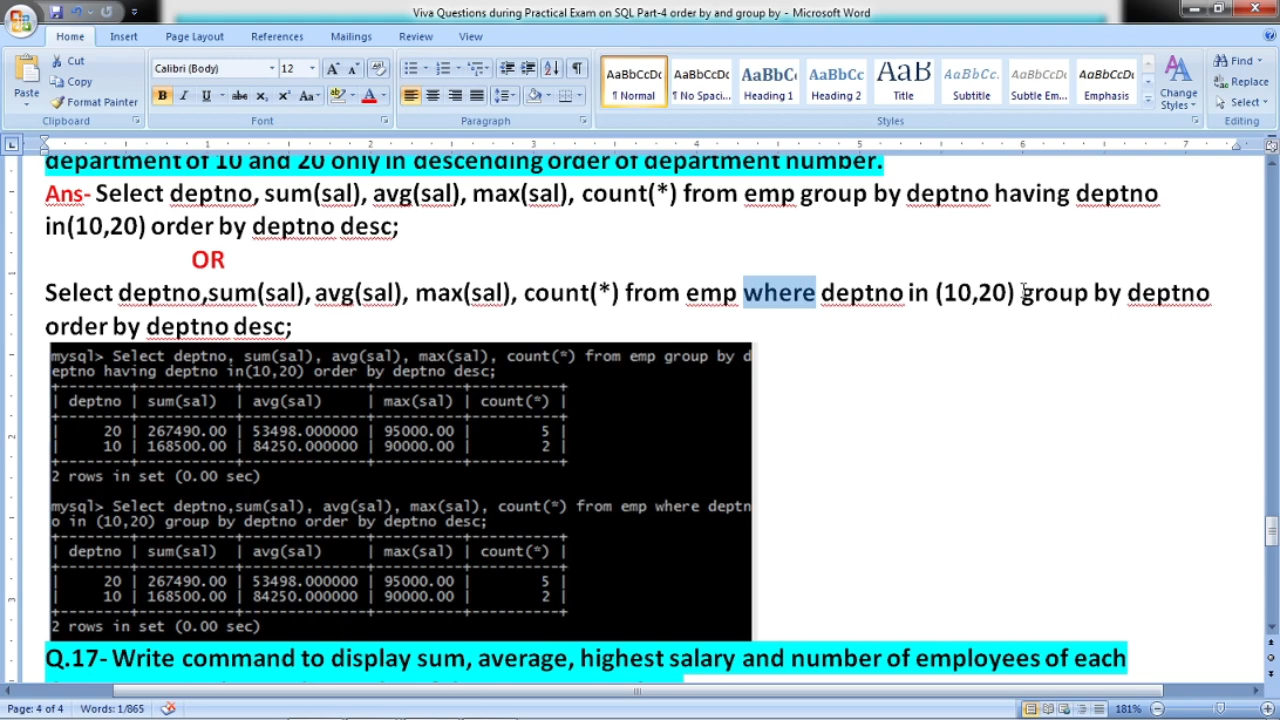 Viva Questions during Practical Exam on SQL Part-4 order by and group by - Microsoft Word
Home Insert Page Layout References Mailings Review View
Paste
Cut
Copy
Format Painter
Clipboard
Calibri (Body) 12
Font
Paragraph
AaBbCcDc AaBbCcDc AaBbC AaBbCc AaB AaBbCc. AaBbCcDc AaBbCcDc
¶ Normal ¶ No Spaci... Heading 1 Heading 2 Title Subtitle Subtle Em... Emphasis
Change Styles
Styles
Find
Replace
Select
Editing
department of 10 and 20 only in descending order of department number.
Ans- Select deptno, sum(sal), avg(sal), max(sal), count(*) from emp group by deptno having deptno
in(10,20) order by deptno desc;
OR
Select deptno,sum(sal), avg(sal), max(sal), count(*) from emp where deptno in (10,20) group by deptno
order by deptno desc;
mysql> Select deptno, sum(sal), avg(sal), max(sal), count(*) from emp group by d
eptno having deptno in(10,20) order by deptno desc;
| deptno | sum(sal) | avg(sal) | max(sal) | count(*) |
| 20 | 267490.00 | 53498.000000 | 95000.00 | 5 |
| 10 | 168500.00 | 84250.000000 | 90000.00 | 2 |
2 rows in set (0.00 sec)
mysql> Select deptno,sum(sal), avg(sal), max(sal), count(*) from emp where deptn
o in (10,20) group by deptno order by deptno desc;
| deptno | sum(sal) | avg(sal) | max(sal) | count(*) |
| 20 | 267490.00 | 53498.000000 | 95000.00 | 5 |
| 10 | 168500.00 | 84250.000000 | 90000.00 | 2 |
2 rows in set (0.00 sec)
Q.17- Write command to display sum, average, highest salary and number of employees of each
Page: 4 of 4 Words: 1/865 181%